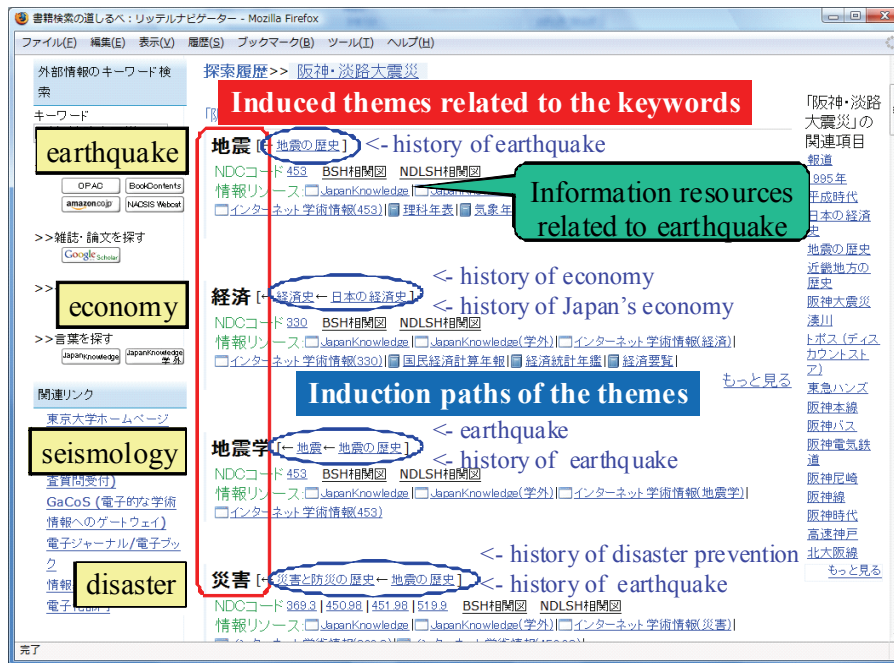 書籍検索の道しるべ：リッテルナビゲーター - Mozilla Firefox
ファイル(F) 編集(E) 表示(V) 履歴(S) ブックマーク(B) ツール(T) ヘルプ(H)
外部情報のキーワード検索
キーワード
earthquake
OPAC BookContents
amazon.co.jp NACSIS Webcat
>>雑誌・論文を探す
Google Scholar
>>
economy
>>言葉を探す
JapanKnowledge JapanKnowledge 学外
関連リンク
東京大学ホームページ
seismology
査質問受付)
GaCoS (電子的な学術
情報へのゲートウェイ)
電子ジャーナル/電子ブック
情報
disaster
電子
探索履歴>> 阪神・淡路大震災
Induced themes related to the keywords
地震 [← 地震の歴史] <- history of earthquake
NDCコード 453 BSH相関図 NDLSH相関図
情報リソース: JapanKnowledge|
Information resources
related to earthquake
インターネット学術情報(453)| 理科年表| 気象年
<- history of economy
経済 [← 経済史← 日本の経済史]
<- history of Japan's economy
NDCコード 330 BSH相関図 NDLSH相関図
情報リソース: JapanKnowledge| JapanKnowledge(学外)| インターネット学術情報(経済)|
インターネット学術情報(330)| 国民経済計算年報| 経済統計年鑑| 経済要覧|
もっと見る
Induction paths of the themes
<- earthquake
地震学 [← 地震← 地震の歴史]
<- history of earthquake
NDCコード 453 BSH相関図 NDLSH相関図
情報リソース: JapanKnowledge| JapanKnowledge(学外)| インターネット学術情報(地震学)|
インターネット学術情報(453)
<- history of disaster prevention
災害 [← 災害と防災の歴史← 地震の歴史]
<- history of earthquake
NDCコード 369.3 | 450.98 | 451.98 | 519.9 BSH相関図 NDLSH相関図
情報リソース: JapanKnowledge| JapanKnowledge(学外)| インターネット学術情報(災害)|
「阪神・淡路
大震災」の
関連項目
報道
1995年
平成時代
日本の経済
史
地震の歴史
近畿地方の
歴史
阪神大震災
湊川
トポス (ディス
カウントスト
ア)
東急ハンズ
阪神本線
阪神バス
阪神電気鉄
道
阪神尼崎
阪神線
阪神時代
高速神戸
北大阪線
もっと見る
完了